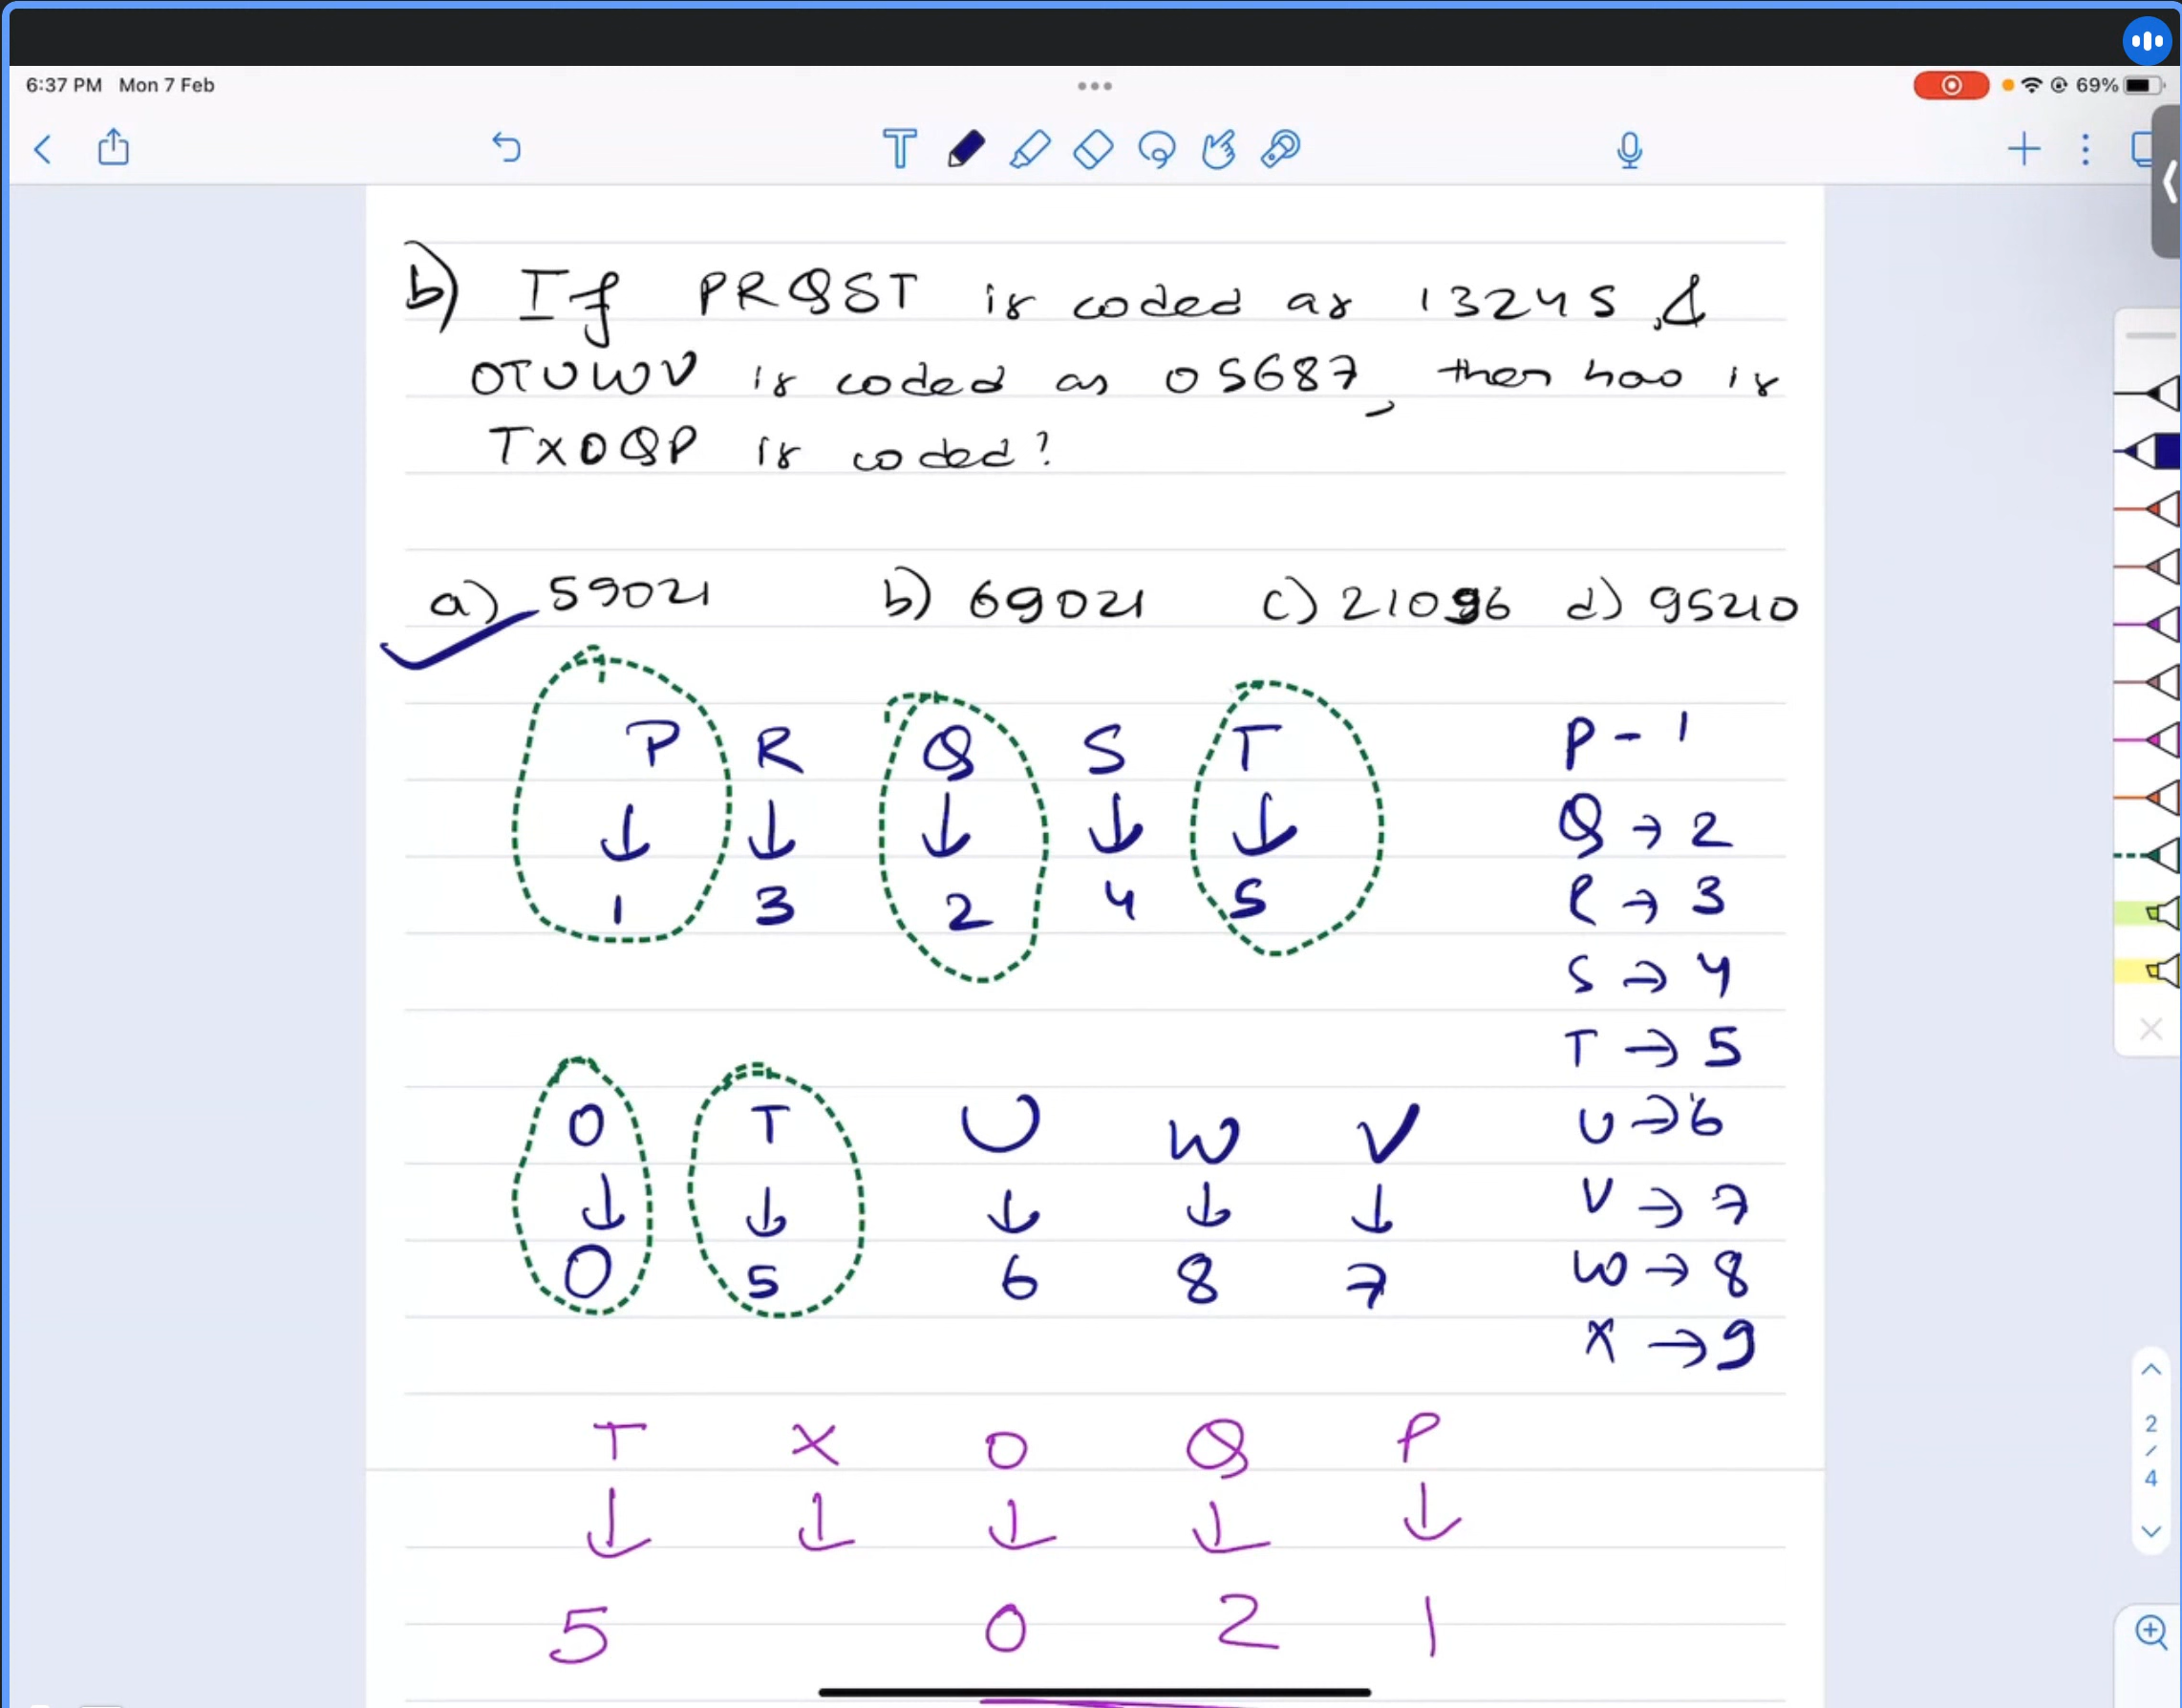 6:37 PM Mon 7 Feb
69%
b) If PRQST is coded as 13245, &
OTUWV is coded as 05687, then hao is
TXOQP is coded?
a) 59021 b) 69021 c) 21096 d) 95210
P R Q S T
1 3 2 4 5
P - 1
Q → 2
R → 3
S → 4
T → 5
U → 6
V → 7
W → 8
X → 9
O T U W V
0 5 6 8 7
T X O Q P
5 0 2 1
2
/
4